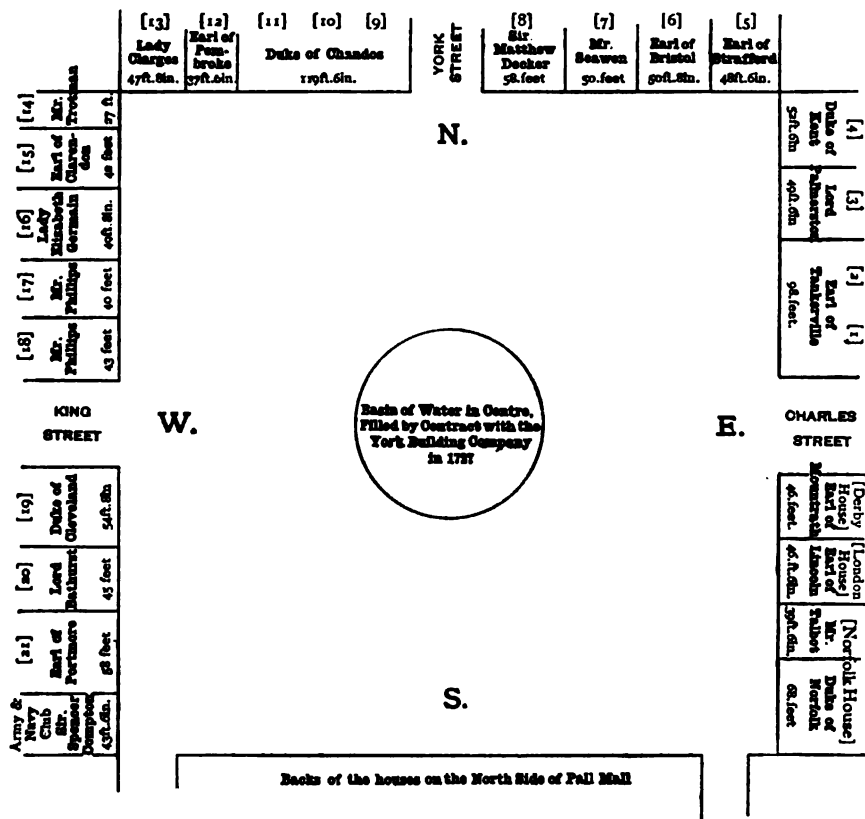 [13] [12] [11] [10] [9] [8] [7] [6] [5]
Lady
Clarges
47ft.8in.
Earl of
Pem-
broke
37ft.6in.
Duke of Chandos
119ft.6in.
YORK
STREET
Sir
Matthew
Decker
58.feet
Mr.
Scawen
50.feet
Earl of
Bristol
50ft.8in.
Earl of
Strafford
48ft.6in.
[14]
Mr.
Trotman
27 ft.
[15]
Earl of
Claren-
don
42 feet
[16]
Lady
Elizabeth
Germain
40ft.8in.
[17]
Mr.
Phillips
40 feet
[18]
Mr.
Phillips
43 feet
KING
STREET
[19]
Duke of
Cleveland
54ft.8in
[20]
Lord
Bathurst
45 feet
[21]
Earl of
Portmore
58 feet
Army &
Navy
Club
Sir.
Spencer
Compton
43ft.6in.
N.
W.
E.
S.
Basin of Water in Centre,
Filled by Contract with the
York Building Company
in 1727
[4]
Duke of
Kent
52ft.6in
[3]
Lord
Palmerston
49ft.6in
[2] [1]
Earl of
Tankerville
98.feet.
CHARLES
STREET
[Derby
House]
Earl of
Mountrath
46.feet.
[London
House]
Earl of
Lincoln
46.ft.6in.
Mr.
Talbot
39ft.6in.
[Norfolk House]
Duke of
Norfolk
68.feet
Backs of the houses on the North Side of Pall Mall